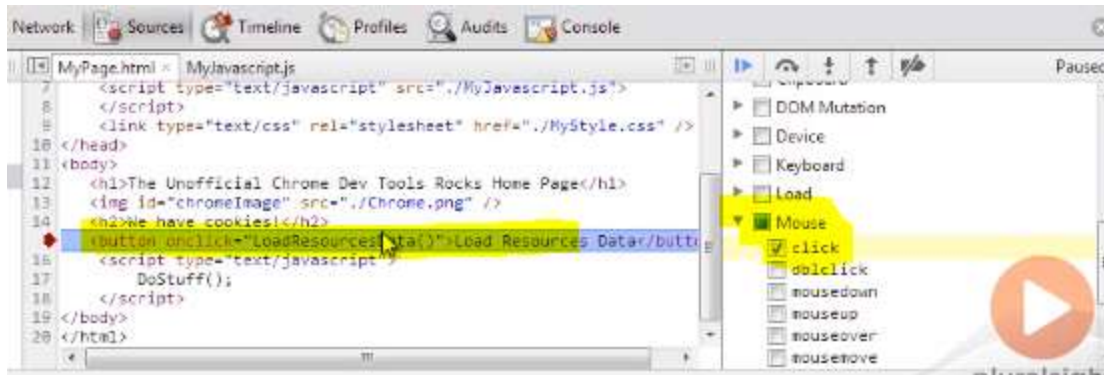 Network Sources Timeline Profiles Audits Console
MyPage.html × MyJavascript.js
Paused
7 <script type="text/javascript" src="./MyJavascript.js">
8 </script>
9 <link type="text/css" rel="stylesheet" href="./MyStyle.css" />
10 </head>
11 <body>
12 <h1>The Unofficial Chrome Dev Tools Rocks Home Page</h1>
13 <img id="chromeImage" src="./Chrome.png" />
14 <h2>We have cookies!</h2>
<button onclick="LoadResourcesData()">Load Resources Data</butt
16 <script type="text/javascript">
17 DoStuff();
18 </script>
19 </body>
20 </html>
Clipboard
DOM Mutation
Device
Keyboard
Load
Mouse
click
dblclick
mousedown
mouseup
mouseover
mousemove